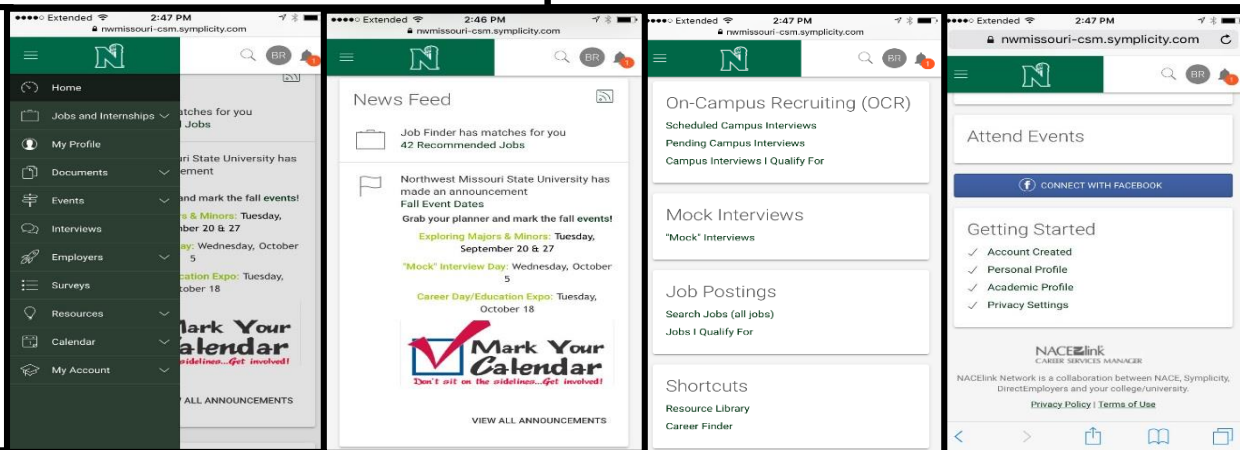 Extended 2:47 PM
nwmissouri-csm.symplicity.com
N
BR
1
Home
Jobs and Internships
My Profile
Documents
Events
Interviews
Employers
Surveys
Resources
Calendar
My Account
atches for you
Jobs
uri State University has
ement
and mark the fall events!
s & Minors: Tuesday,
ber 20 & 27
ay: Wednesday, October
5
cation Expo: Tuesday,
tober 18
Mark Your
alendar
sidelines...Get involved!
ALL ANNOUNCEMENTS
Extended 2:46 PM
nwmissouri-csm.symplicity.com
N
BR
1
News Feed
Job Finder has matches for you
42 Recommended Jobs
Northwest Missouri State University has
made an announcement
Fall Event Dates
Grab your planner and mark the fall events!
Exploring Majors & Minors: Tuesday,
September 20 & 27
"Mock" Interview Day: Wednesday, October
5
Career Day/Education Expo: Tuesday,
October 18
Mark Your
Calendar
Don't sit on the sidelines...Get involved!
VIEW ALL ANNOUNCEMENTS
Extended 2:47 PM
nwmissouri-csm.symplicity.com
N
BR
1
On-Campus Recruiting (OCR)
Scheduled Campus Interviews
Pending Campus Interviews
Campus Interviews I Qualify For
Mock Interviews
"Mock" Interviews
Job Postings
Search Jobs (all jobs)
Jobs I Qualify For
Shortcuts
Resource Library
Career Finder
Extended 2:47 PM
nwmissouri-csm.symplicity.com
N
BR
1
Attend Events
CONNECT WITH FACEBOOK
Getting Started
Account Created
Personal Profile
Academic Profile
Privacy Settings
NACElink
CAREER SERVICES MANAGER
NACElink Network is a collaboration between NACE, Symplicity,
DirectEmployers and your college/university.
Privacy Policy | Terms of Use